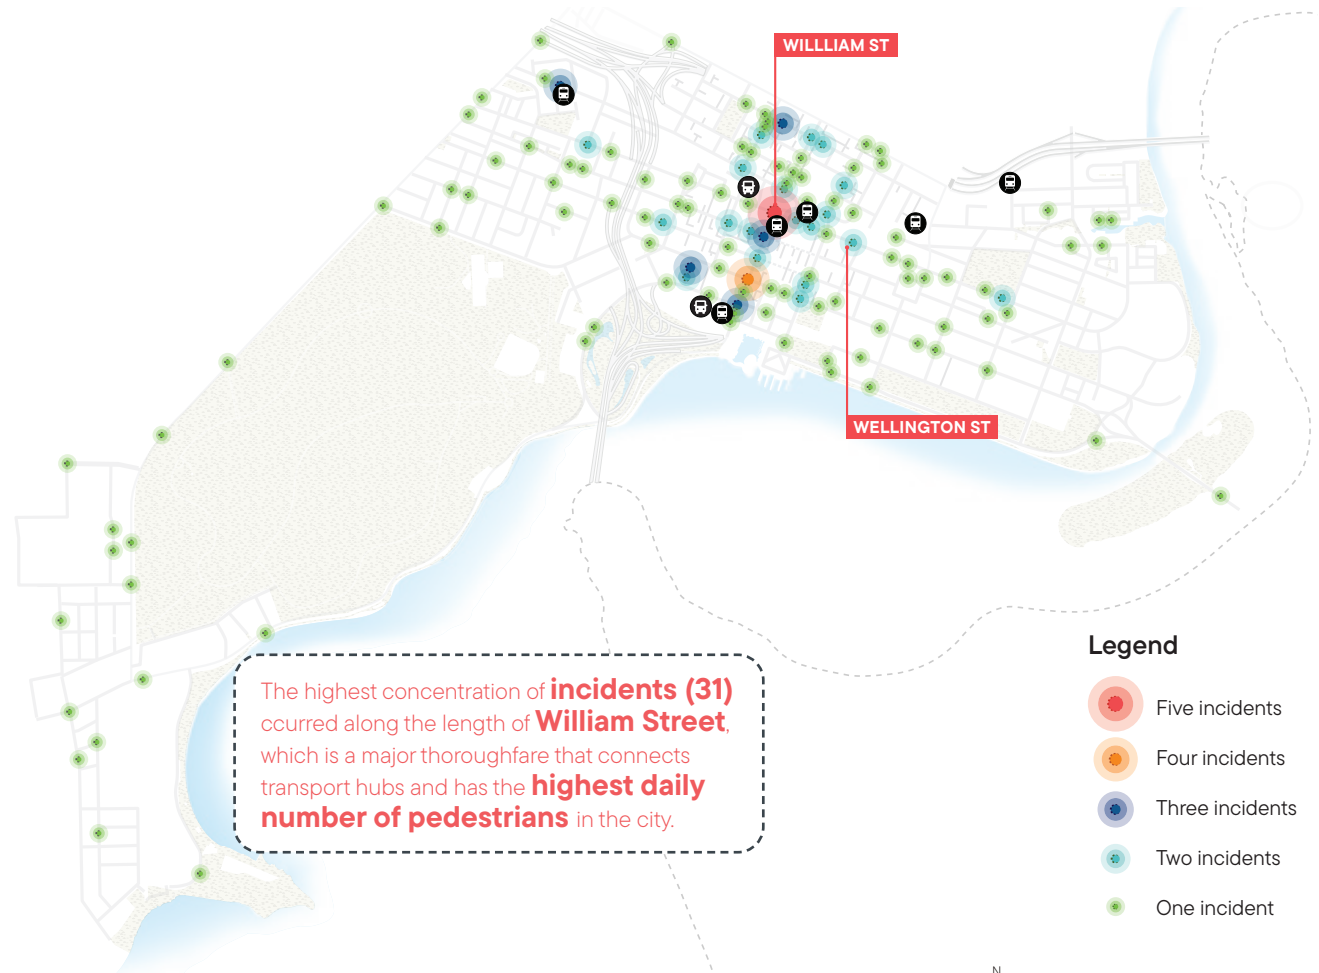 WILLLIAM ST
WELLINGTON ST
The highest concentration of incidents (31)
ccurred along the length of William Street,
which is a major thoroughfare that connects
transport hubs and has the highest daily
number of pedestrians in the city.
Legend
Five incidents
Four incidents
Three incidents
Two incidents
One incident
N